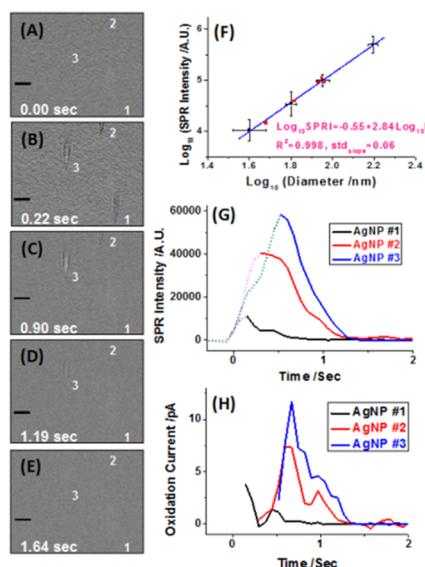 (A)
2
3
1
0.00 sec
(B)
2
3
1
0.22 sec
(C)
2
3
1
0.90 sec
(D)
2
3
1
1.19 sec
(E)
2
3
1
1.64 sec
(F)
Log₁₀ (SPR Intensity /A.U.)
6
5
4
Log₁₀SPRI=-0.55+2.84Log₁₀
R²=0.998, std slope=0.06
1.4 1.6 1.8 2.0 2.2 2.4
Log₁₀ (Diameter /nm)
(G)
SPR Intensity /A.U.
60000
40000
20000
0
AgNP #1
AgNP #2
AgNP #3
0 1 2
Time /Sec
(H)
Oxidation Current /pA
10
5
0
AgNP #1
AgNP #2
AgNP #3
0 1 2
Time /Sec